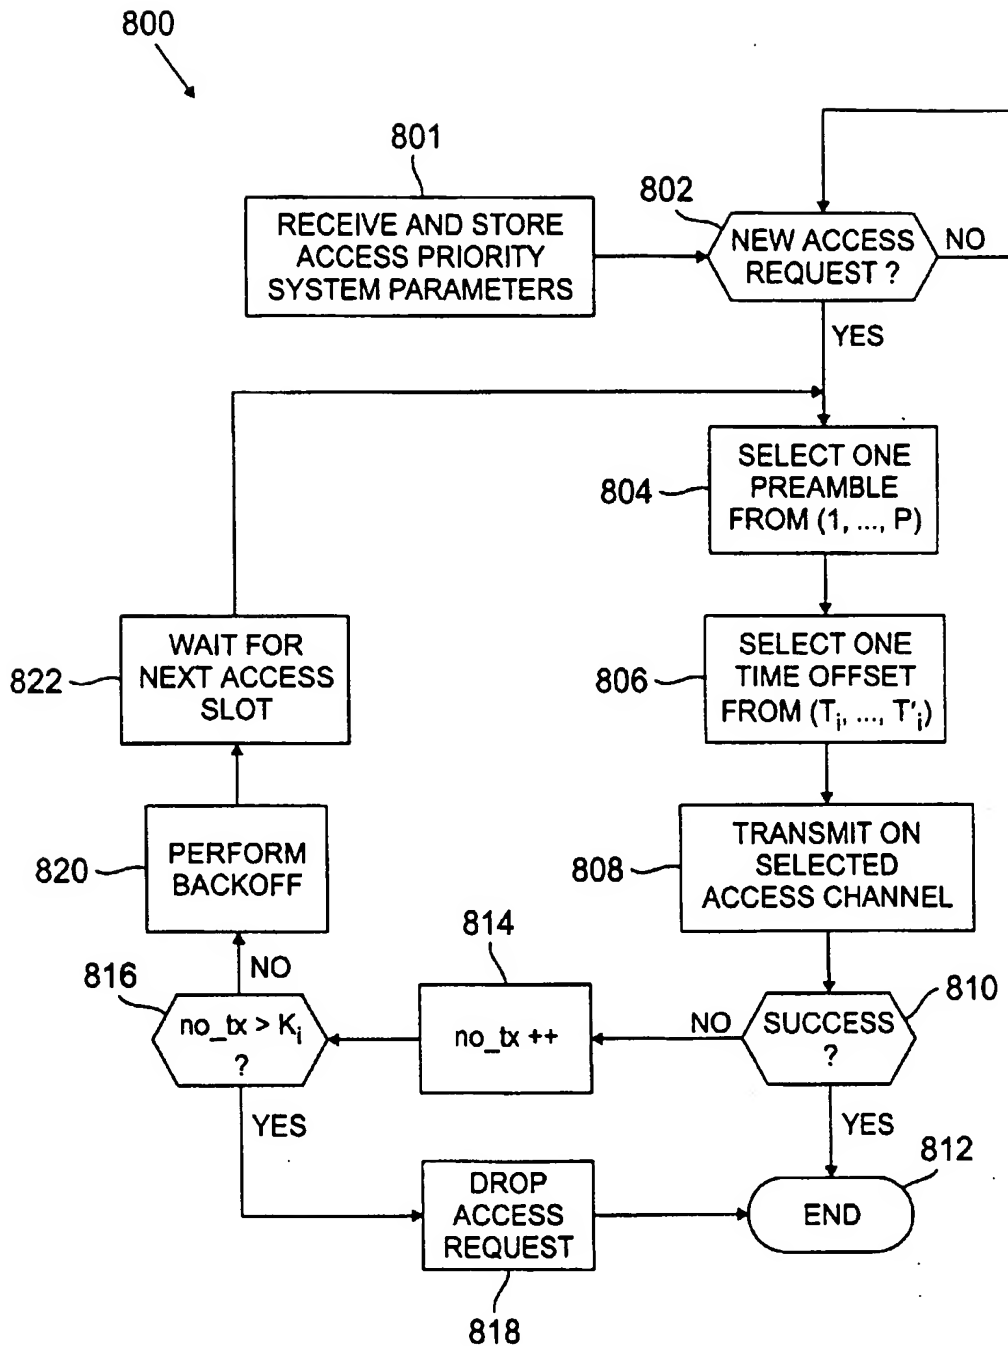 800
801
RECEIVE AND STORE
ACCESS PRIORITY
SYSTEM PARAMETERS
802
NEW ACCESS
REQUEST ?
NO
YES
804
SELECT ONE
PREAMBLE
FROM (1, ..., P)
806
SELECT ONE
TIME OFFSET
FROM (Ti, ..., T'i)
808
TRANSMIT ON
SELECTED
ACCESS CHANNEL
810
SUCCESS
?
NO
YES
812
END
814
no_tx ++
816
no_tx > Ki
?
NO
YES
818
DROP
ACCESS
REQUEST
820
PERFORM
BACKOFF
822
WAIT FOR
NEXT ACCESS
SLOT